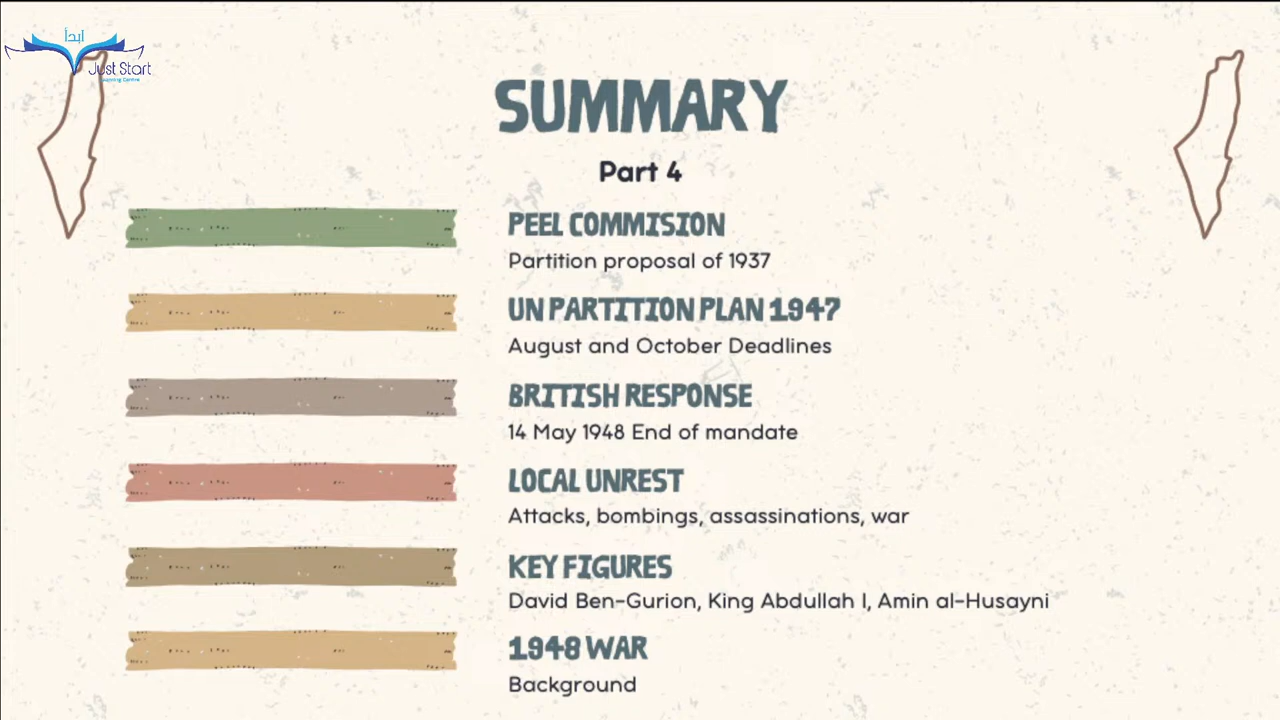 ابدأ
Just Start
Learning Centre
SUMMARY
Part 4
PEEL COMMISION
Partition proposal of 1937
UN PARTITION PLAN 1947
August and October Deadlines
BRITISH RESPONSE
14 May 1948 End of mandate
LOCAL UNREST
Attacks, bombings, assassinations, war
KEY FIGURES
David Ben-Gurion, King Abdullah I, Amin al-Husayni
1948 WAR
Background